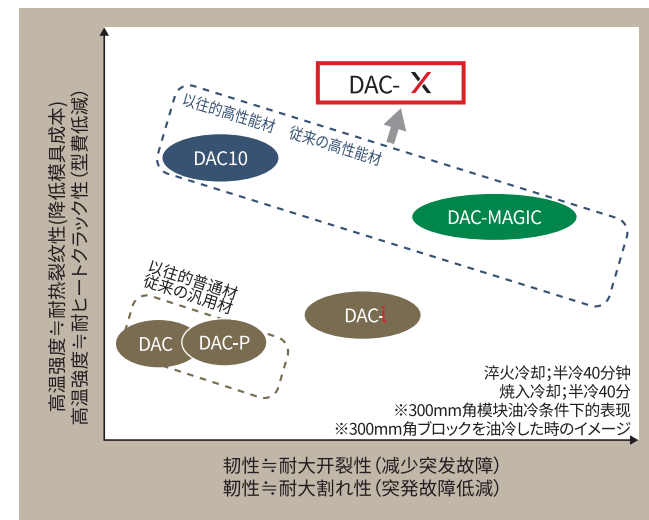 DAC-X
以往的高性能材 従来の高性能材
DAC10
DAC-MAGIC
以往的普通材
従来の汎用材
DAC-i
DAC
DAC-P
高温强度≒耐热裂纹性(降低模具成本)
高温強度≒耐ヒートクラック性(型費低減)
淬火冷却;半冷40分钟
焼入冷却;半冷40分
※300mm角模块油冷条件下的表现
※300mm角ブロックを油冷した時のイメージ
韧性≒耐大开裂性(减少突发故障)
靭性≒耐大割れ性(突発故障低減)